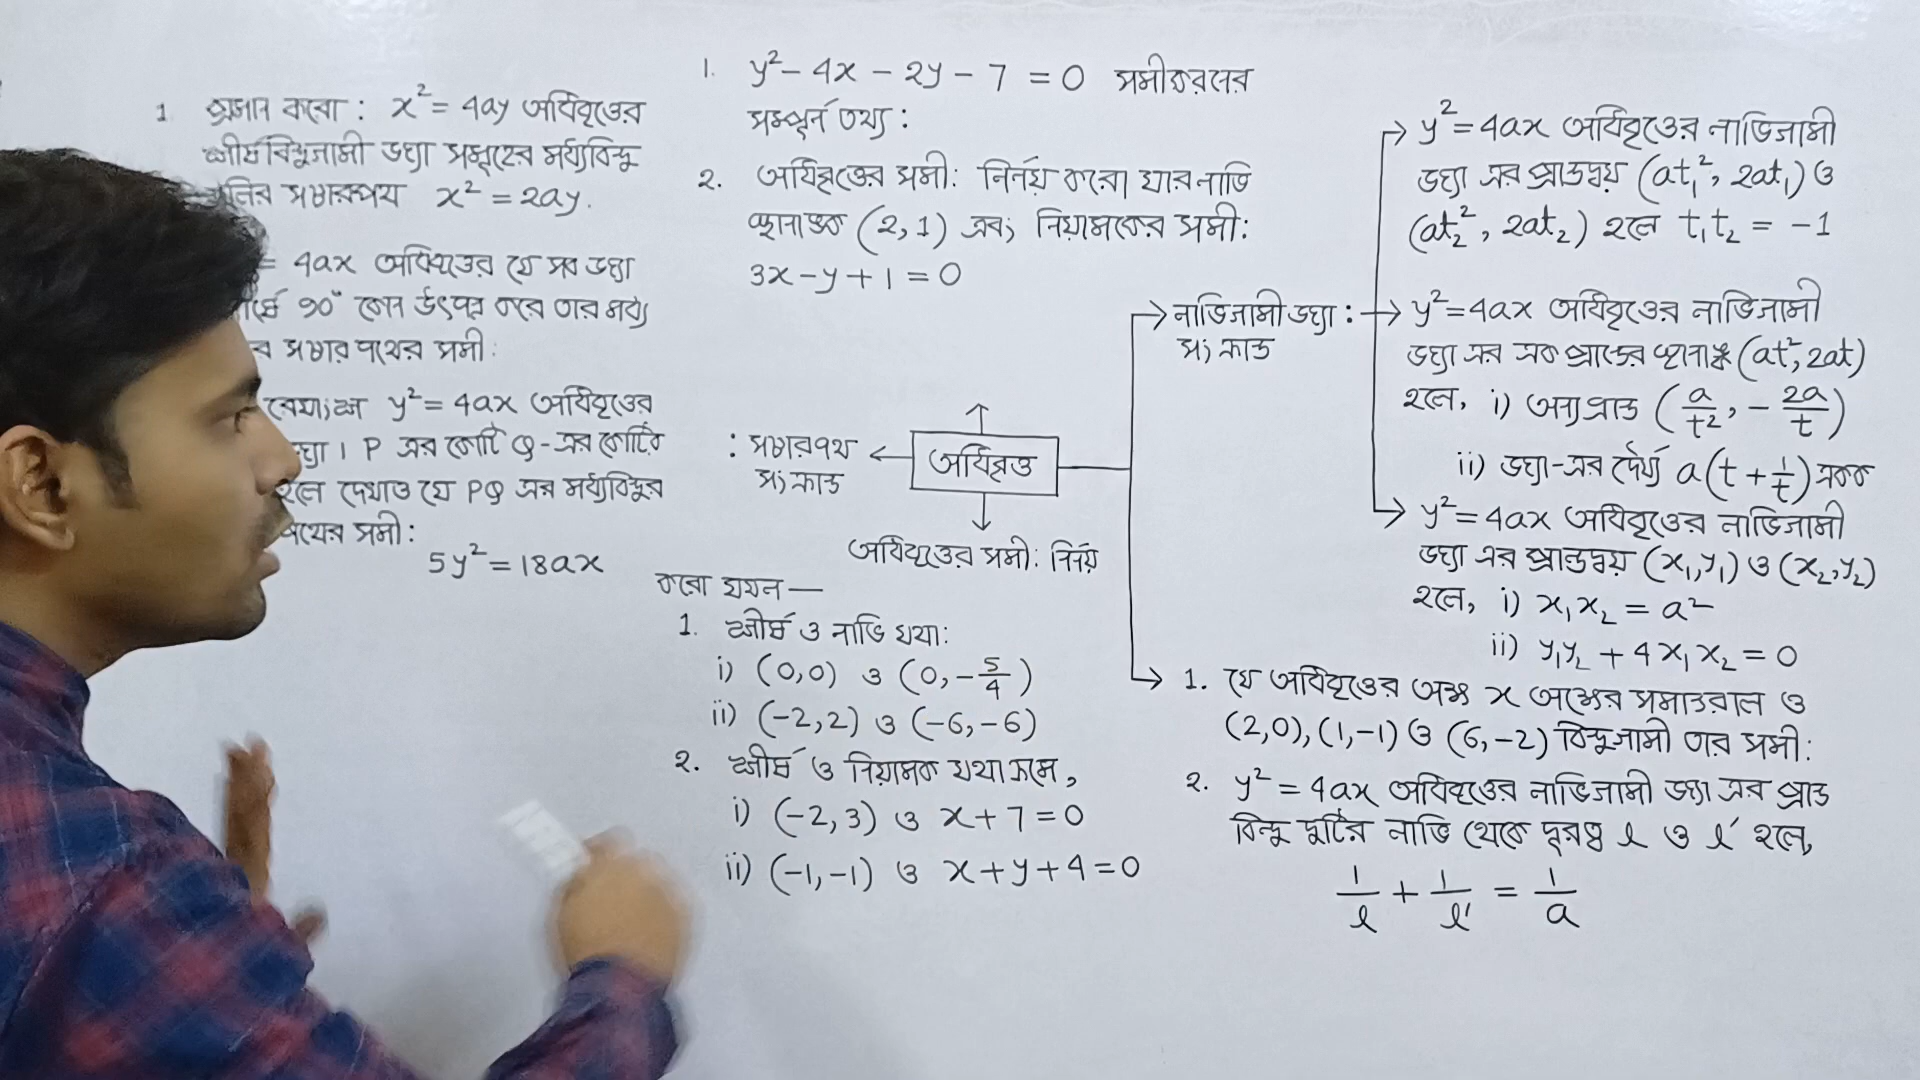 1. প্রমাণ করো : x² = 4ay অধিবৃত্তের
শীর্ষবিন্দুগামী জ্যা সমূহের মধ্যবিন্দু
গুলির সঞ্চারপথ x² = 2ay.
= 4ax অধিবৃত্তের যে সব জ্যা
শীর্ষে 90° কোণ উৎপন্ন করে তার মধ্য
সঞ্চার পথের সমী:
y² = 4ax অধিবৃত্তের
জ্যা। P এর কোটি Q-এর কোটির
হলে দেখাও যে PQ এর মধ্যবিন্দুর
পথের সমী:
5y² = 18ax
1. y² - 4x - 2y - 7 = 0 সমীকরণের
সম্পূর্ন তথ্য :
২. অধিবৃত্তের সমী: নির্নয় করো যার নাভি
স্থানাঙ্ক (2, 1) এবং নিয়ামকের সমী:
3x - y + 1 = 0
: সঞ্চারপথ
সংক্রান্ত
অধিবৃত্ত
অধিবৃত্তের সমী: নির্নয়
করো যখন —
1. শীর্ষ ও নাভি যথা:
i) (0,0) ও (0, -5/4)
ii) (-2, 2) ও (-6, -6)
২. শীর্ষ ও নিয়ামক যথাক্রমে,
i) (-2, 3) ও x + 7 = 0
ii) (-1, -1) ও x + y + 4 = 0
নাভিগামী জ্যা :
সংক্রান্ত
y² = 4ax অধিবৃত্তের নাভিগামী
জ্যা এর প্রান্তদ্বয় (at₁², 2at₁) ও
(at₂², 2at₂) হলে t₁t₂ = -1
y² = 4ax অধিবৃত্তের নাভিগামী
জ্যা এর এক প্রান্তের স্থানাঙ্ক (at², 2at)
হলে, i) অন্যপ্রান্ত (a/t², -2a/t)
ii) জ্যা-এর দৈর্ঘ্য a(t + 1/t) একক
y² = 4ax অধিবৃত্তের নাভিগামী
জ্যা এর প্রান্তদ্বয় (x₁, y₁) ও (x₂, y₂)
হলে, i) x₁x₂ = a²
ii) y₁y₂ + 4x₁x₂ = 0
1. যে অধিবৃত্তের অক্ষ x অক্ষের সমান্তরাল ও
(2,0), (1,-1) ও (6,-2) বিন্দুগামী তার সমী:
২. y² = 4ax অধিবৃত্তের নাভিগামী জ্যা এর প্রান্ত
বিন্দু দুটির নাভি থেকে দূরত্ব l ও l' হলে,
1/l + 1/l' = 1/a